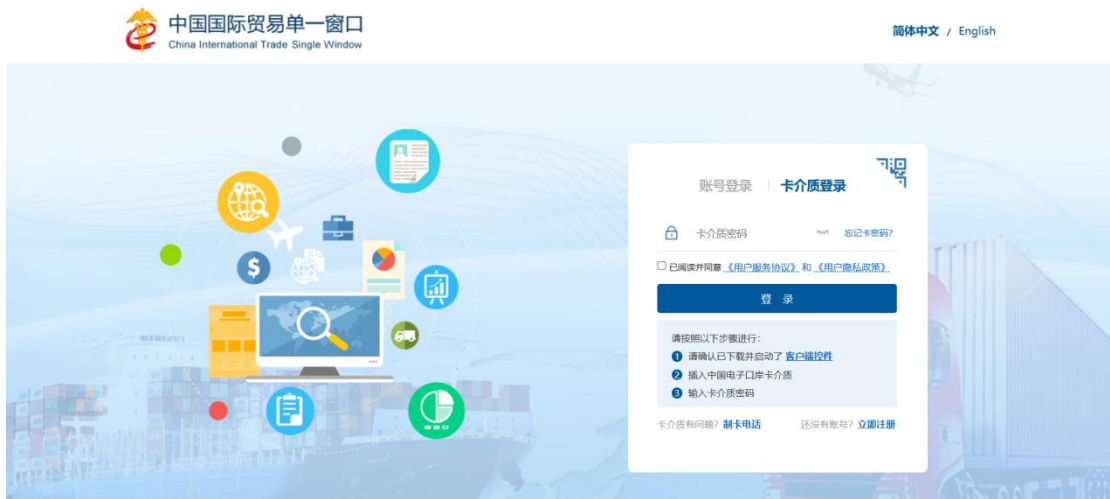 中国国际贸易单一窗口
China International Trade Single Window
简体中文 / English
账号登录 | 卡介质登录
卡介质密码 忘记卡密码?
已阅读并同意 《用户服务协议》 和 《用户隐私政策》
登 录
请按照以下步骤进行:
1 请确认已下载并启动了 客户端控件
2 插入中国电子口岸卡介质
3 输入卡介质密码
卡介质有问题? 制卡电话 还没有账号? 立即注册
$